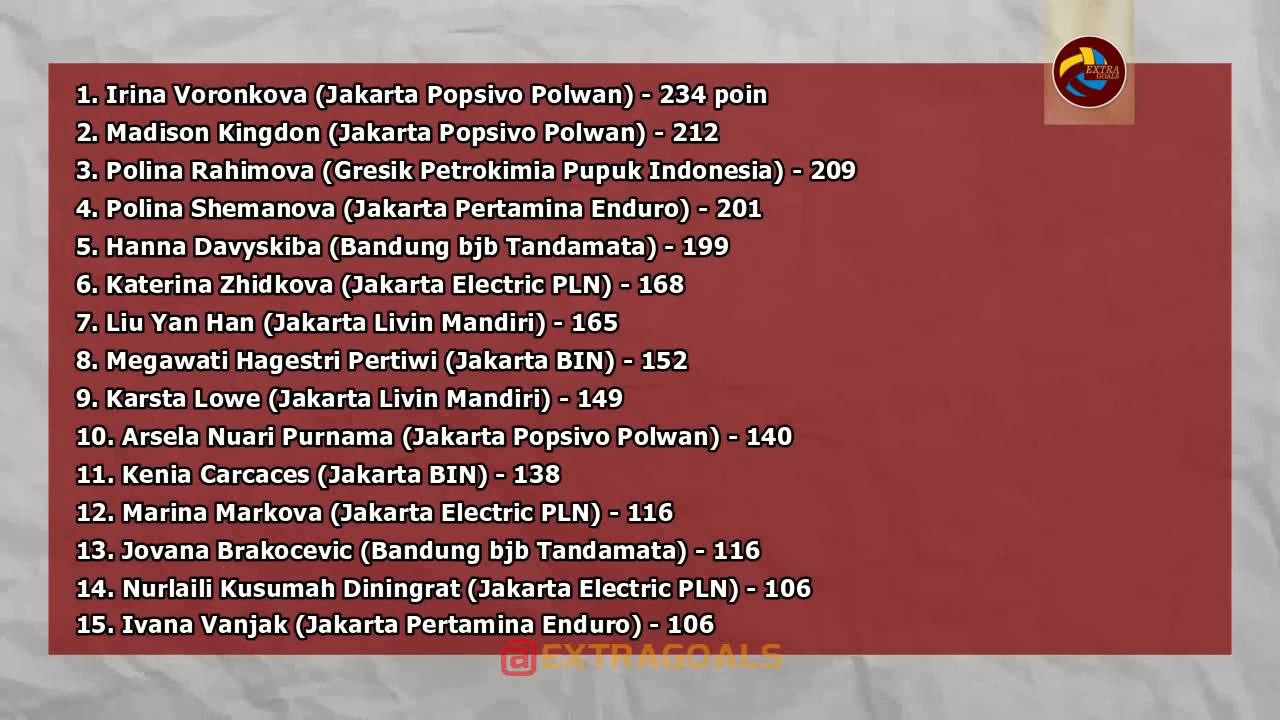 EXTRA
GOALS
1. Irina Voronkova (Jakarta Popsivo Polwan) - 234 poin
2. Madison Kingdon (Jakarta Popsivo Polwan) - 212
3. Polina Rahimova (Gresik Petrokimia Pupuk Indonesia) - 209
4. Polina Shemanova (Jakarta Pertamina Enduro) - 201
5. Hanna Davyskiba (Bandung bjb Tandamata) - 199
6. Katerina Zhidkova (Jakarta Electric PLN) - 168
7. Liu Yan Han (Jakarta Livin Mandiri) - 165
8. Megawati Hagestri Pertiwi (Jakarta BIN) - 152
9. Karsta Lowe (Jakarta Livin Mandiri) - 149
10. Arsela Nuari Purnama (Jakarta Popsivo Polwan) - 140
11. Kenia Carcaces (Jakarta BIN) - 138
12. Marina Markova (Jakarta Electric PLN) - 116
13. Jovana Brakocevic (Bandung bjb Tandamata) - 116
14. Nurlaili Kusumah Diningrat (Jakarta Electric PLN) - 106
15. Ivana Vanjak (Jakarta Pertamina Enduro) - 106
@EXTRAGOALS